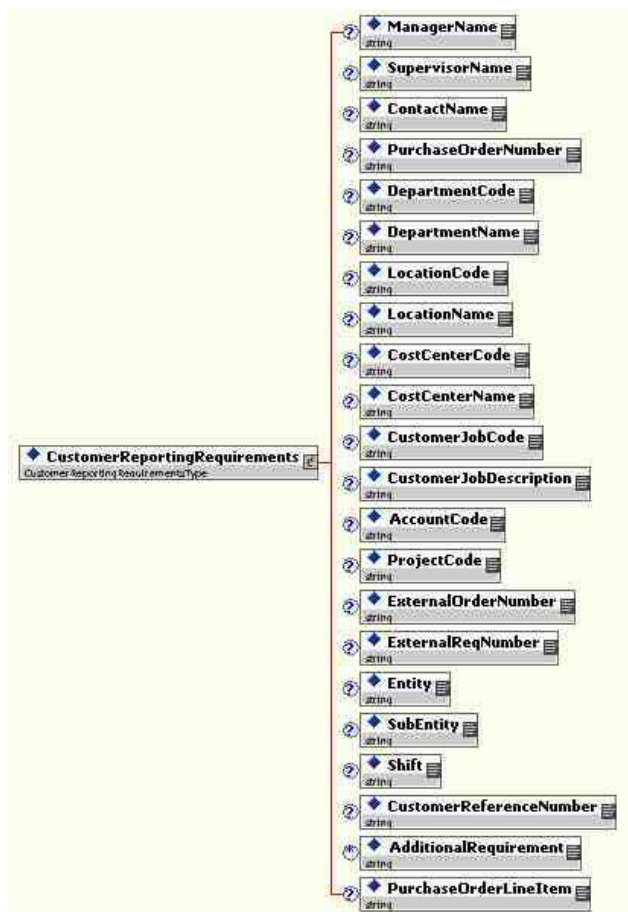 ManagerName
string
SupervisorName
string
ContactName
string
PurchaseOrderNumber
string
DepartmentCode
string
DepartmentName
string
LocationCode
string
LocationName
string
CostCenterCode
string
CostCenterName
string
CustomerReportingRequirements
CustomerReportingRequirementsType
CustomerJobCode
string
CustomerJobDescription
string
AccountCode
string
ProjectCode
string
ExternalOrderNumber
string
ExternalReqNumber
string
Entity
string
SubEntity
string
Shift
string
CustomerReferenceNumber
string
AdditionalRequirement
string
PurchaseOrderLineItem
string